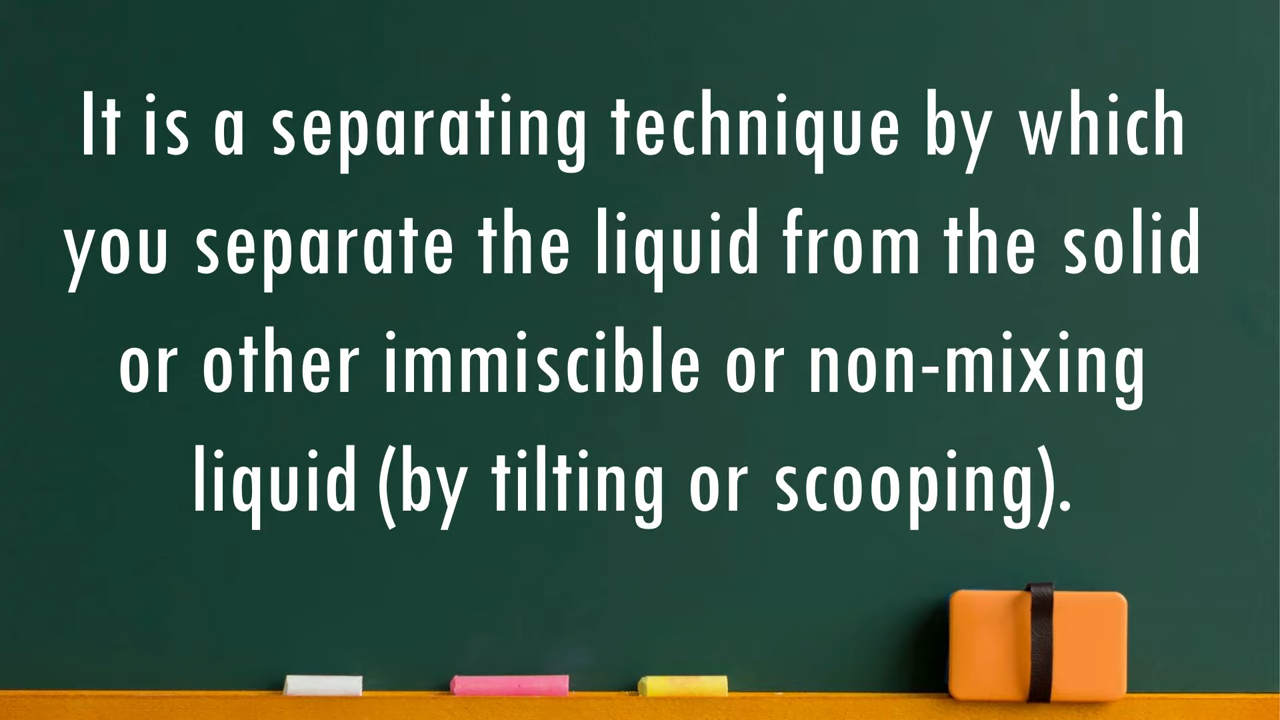 It is a separating technique by which
you separate the liquid from the solid
or other immiscible or non-mixing
liquid (by tilting or scooping).